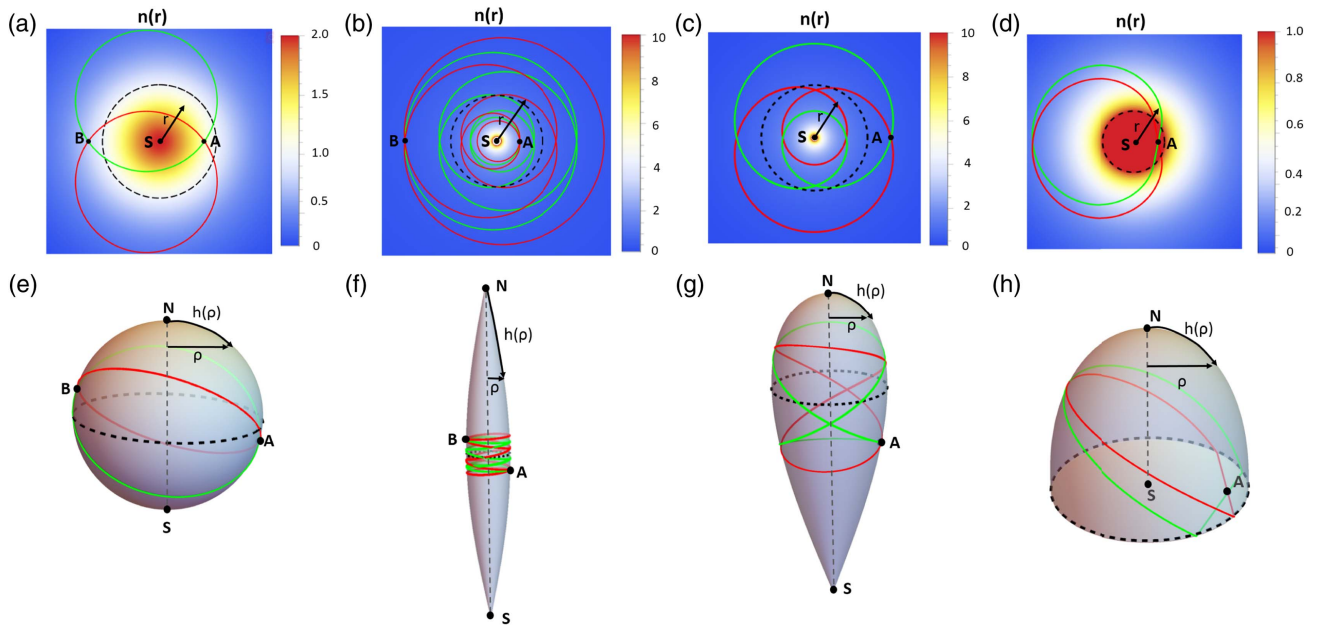 (a)
n(r)
2.0
1.5
1.0
0.5
0
B
S
r
A
(b)
n(r)
10
8
6
4
2
0
B
S
r
A
(c)
n(r)
10
8
6
4
2
0
S
r
A
(d)
n(r)
1.0
0.8
0.6
0.4
0.2
0
S
r
A
(e)
N
h(ρ)
ρ
B
A
S
(f)
N
h(ρ)
ρ
B
A
S
(g)
N
h(ρ)
ρ
A
S
(h)
N
h(ρ)
ρ
A
S